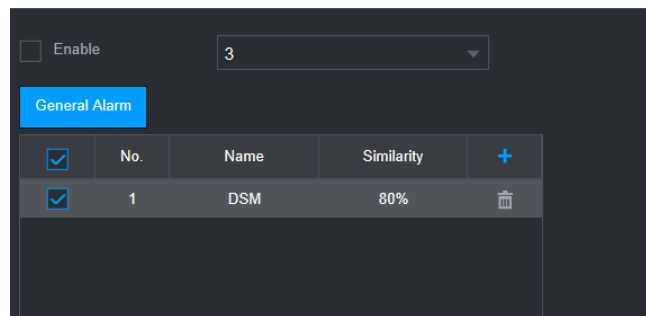 Enable
3
General Alarm
No. Name Similarity +
1 DSM 80%